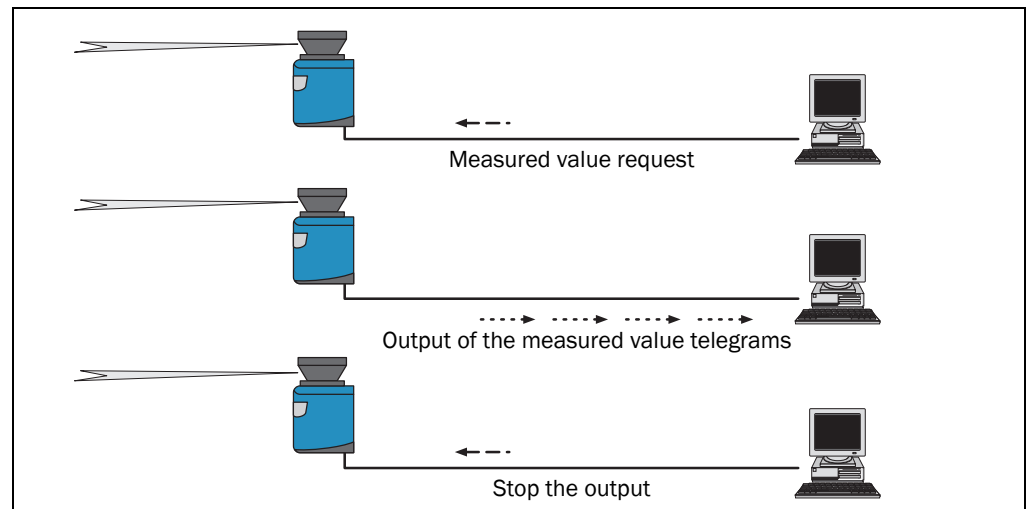 Measured value request
Output of the measured value telegrams
Stop the output